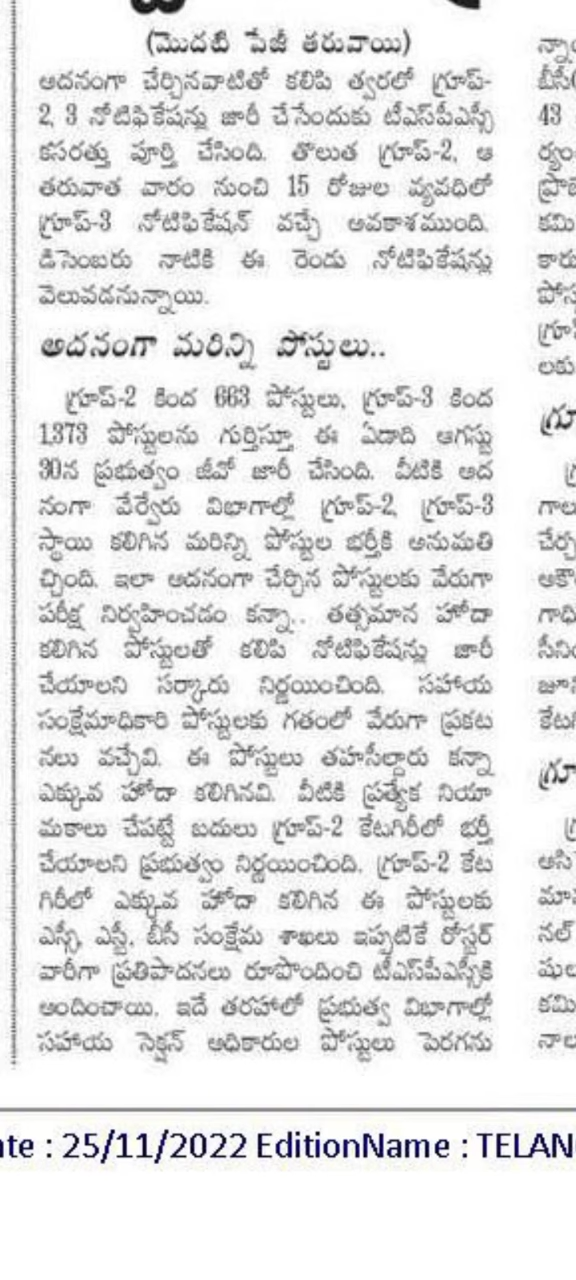 (మొదటి పేజీ తరువాయి)
అదనంగా చేర్చినవాటితో కలిపి త్వరలో గ్రూప్-
2, 3 నోటిఫికేషన్లు జారీ చేసేందుకు టీఎస్‌పీఎస్సీ
కసరత్తు పూర్తి చేసింది. తొలుత గ్రూప్-2, ఆ
తరువాత వారం నుంచి 15 రోజుల వ్యవధిలో
గ్రూప్-3 నోటిఫికేషన్ వచ్చే అవకాశముంది.
డిసెంబరు నాటికి ఈ రెండు నోటిఫికేషన్లు
వెలువడనున్నాయి.
అదనంగా మరిన్ని పోస్టులు..
గ్రూప్-2 కింద 663 పోస్టులు, గ్రూప్-3 కింద
1,373 పోస్టులను గుర్తిస్తూ ఈ ఏడాది ఆగస్టు
30న ప్రభుత్వం జీవో జారీ చేసింది. వీటికి అద
నంగా వేర్వేరు విభాగాల్లో గ్రూప్-2, గ్రూప్-3
స్థాయి కలిగిన మరిన్ని పోస్టుల భర్తీకి అనుమతి
చ్చింది. ఇలా అదనంగా చేర్చిన పోస్టులకు వేరుగా
పరీక్ష నిర్వహించడం కన్నా.. తత్సమాన హోదా
కలిగిన పోస్టులతో కలిపి నోటిఫికేషన్లు జారీ
చేయాలని సర్కారు నిర్ణయించింది. సహాయ
సంక్షేమాధికారి పోస్టులకు గతంలో వేరుగా ప్రకట
నలు వచ్చేవి. ఈ పోస్టులు తహసీల్దారు కన్నా
ఎక్కువ హోదా కలిగినవి. వీటికి ప్రత్యేక నియా
మకాలు చేపట్టే బదులు గ్రూప్-2 కేటగిరీలో భర్తీ
చేయాలని ప్రభుత్వం నిర్ణయించింది. గ్రూప్-2 కేట
గిరీలో ఎక్కువ హోదా కలిగిన ఈ పోస్టులకు
ఎస్సీ, ఎస్టీ, బీసీ సంక్షేమ శాఖలు ఇప్పటికే రోస్టర్
వారీగా ప్రతిపాదనలు రూపొందించి టీఎస్‌పీఎస్సీకి
అందించాయి. ఇదే తరహాలో ప్రభుత్వ విభాగాల్లో
సహాయ సెక్షన్ అధికారుల పోస్టులు పెరగను
ate : 25/11/2022 EditionName : TELAN